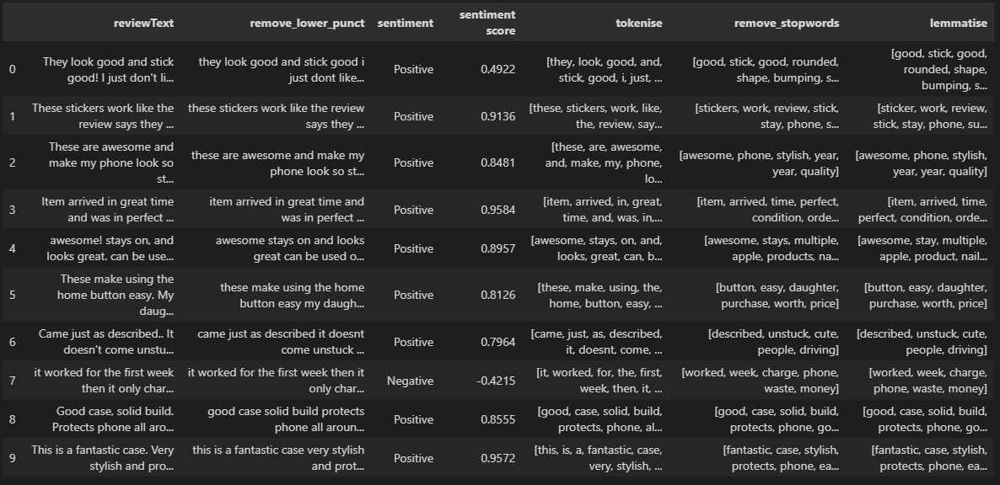 reviewText remove_lower_punct sentiment sentiment score tokenise remove_stopwords lemmatise
0 They look good and stick good! I just don't li... they look good and stick good i just dont like... Positive 0.4922 [they, look, good, and, stick, good, i, just, ... [good, stick, good, rounded, shape, bumping, s... [good, stick, good, rounded, shape, bumping, s...
1 These stickers work like the review says they ... these stickers work like the review says they ... Positive 0.9136 [these, stickers, work, like, the, review, say... [stickers, work, review, stick, stay, phone, s... [sticker, work, review, stick, stay, phone, su...
2 These are awesome and make my phone look so st... these are awesome and make my phone look so st... Positive 0.8481 [these, are, awesome, and, make, my, phone, lo... [awesome, phone, stylish, year, year, quality] [awesome, phone, stylish, year, year, quality]
3 Item arrived in great time and was in perfect ... item arrived in great time and was in perfect ... Positive 0.9584 [item, arrived, in, great, time, and, was, in,... [item, arrived, time, perfect, condition, orde... [item, arrived, time, perfect, condition, orde...
4 awesome! stays on, and looks great. can be use... awesome stays on and looks great can be used o... Positive 0.8957 [awesome, stays, on, and, looks, great, can, b... [awesome, stays, multiple, apple, products, na... [awesome, stay, multiple, apple, product, nail...
5 These make using the home button easy. My daug... these make using the home button easy my daugh... Positive 0.8126 [these, make, using, the, home, button, easy, ... [button, easy, daughter, purchase, worth, price] [button, easy, daughter, purchase, worth, price]
6 Came just as described.. It doesn't come unstu... came just as described it doesnt come unstuck ... Positive 0.7964 [came, just, as, described, it, doesnt, come, ... [described, unstuck, cute, people, driving] [described, unstuck, cute, people, driving]
7 it worked for the first week then it only char... it worked for the first week then it only char... Negative -0.4215 [it, worked, for, the, first, week, then, it, ... [worked, week, charge, phone, waste, money] [worked, week, charge, phone, waste, money]
8 Good case, solid build. Protects phone all aro... good case solid build protects phone all aroun... Positive 0.8555 [good, case, solid, build, protects, phone, al... [good, case, solid, build, protects, phone, go... [good, case, solid, build, protects, phone, go...
9 This is a fantastic case. Very stylish and pro... this is a fantastic case very stylish and prot... Positive 0.9572 [this, is, a, fantastic, case, very, stylish, ... [fantastic, case, stylish, protects, phone, ea... [fantastic, case, stylish, protects, phone, ea...